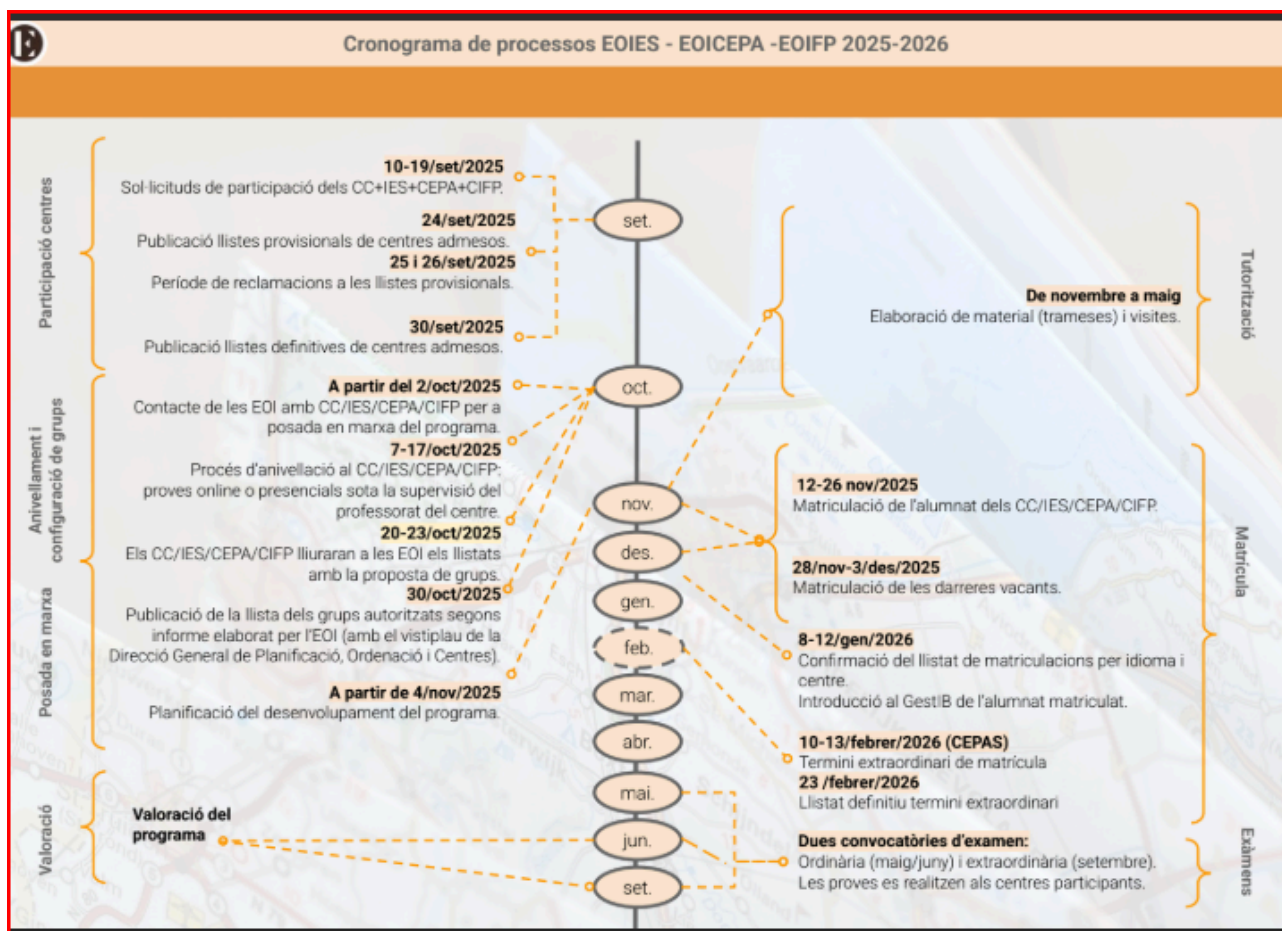 E
Cronograma de processos EOIES - EOICEPA -EOIFP 2025-2026
Participació centres
10-19/set/2025
Sol·licituds de participació dels CC+IES+CEPA+CIFP.
24/set/2025
Publicació llistes provisionals de centres admesos.
25 i 26/set/2025
Període de reclamacions a les llistes provisionals.
30/set/2025
Publicació llistes definitives de centres admesos.
Anivellament i
configuració de grups
A partir del 2/oct/2025
Contacte de les EOI amb CC/IES/CEPA/CIFP per a
posada en marxa del programa.
7-17/oct/2025
Procés d'anivellació al CC/IES/CEPA/CIFP:
proves online o presencials sota la supervisió del
professorat del centre.
20-23/oct/2025
Els CC/IES/CEPA/CIFP lliuraran a les EOI els llistats
amb la proposta de grups.
Posada en marxa
30/oct/2025
Publicació de la llista dels grups autoritzats segons
informe elaborat per l'EOI (amb el vistiplau de la
Direcció General de Planificació, Ordenació i Centres).
A partir de 4/nov/2025
Planificació del desenvolupament del programa.
Valoració
Valoració del
programa
set.
oct.
nov.
des.
gen.
feb.
mar.
abr.
mai.
jun.
set.
De novembre a maig
Elaboració de material (trameses) i visites.
Tutorització
12-26 nov/2025
Matriculació de l'alumnat dels CC/IES/CEPA/CIFP.
28/nov-3/des/2025
Matriculació de les darreres vacants.
8-12/gen/2026
Confirmació del llistat de matriculacions per idioma i
centre.
Introducció al GestIB de l'alumnat matriculat.
10-13/febrer/2026 (CEPAS)
Termini extraordinari de matrícula
23 /febrer/2026
Llistat definitiu termini extraordinari
Matrícula
Dues convocatòries d'examen:
Ordinària (maig/juny) i extraordinària (setembre).
Les proves es realitzen als centres participants.
Exàmens